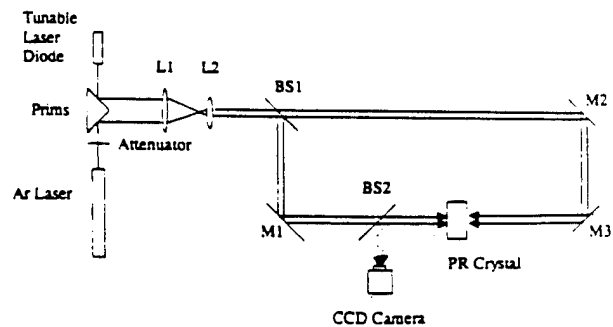 Tunable
Laser
Diode
L1
L2
BS1
M2
Prims
Attenuator
Ar Laser
BS2
M1
M3
PR Crystal
CCD Camera